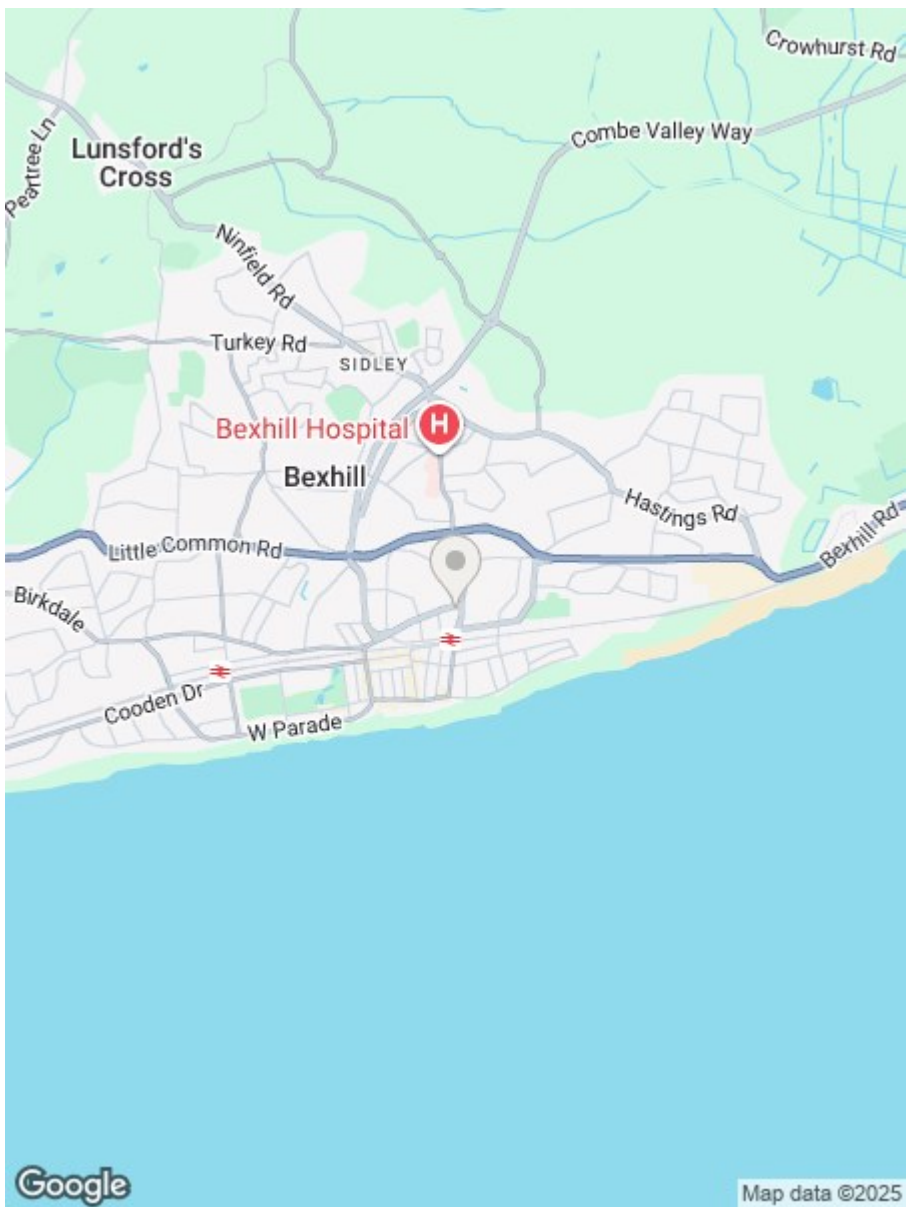 Crowhurst Rd
Combe Valley Way
Peartree Ln
Lunsford's
Cross
Ninfield Rd
Turkey Rd
SIDLEY
Bexhill Hospital
H
Bexhill
Hastings Rd
Bexhill Rd
Little Common Rd
Birkdale
Cooden Dr
W Parade
Google
Map data ©2025